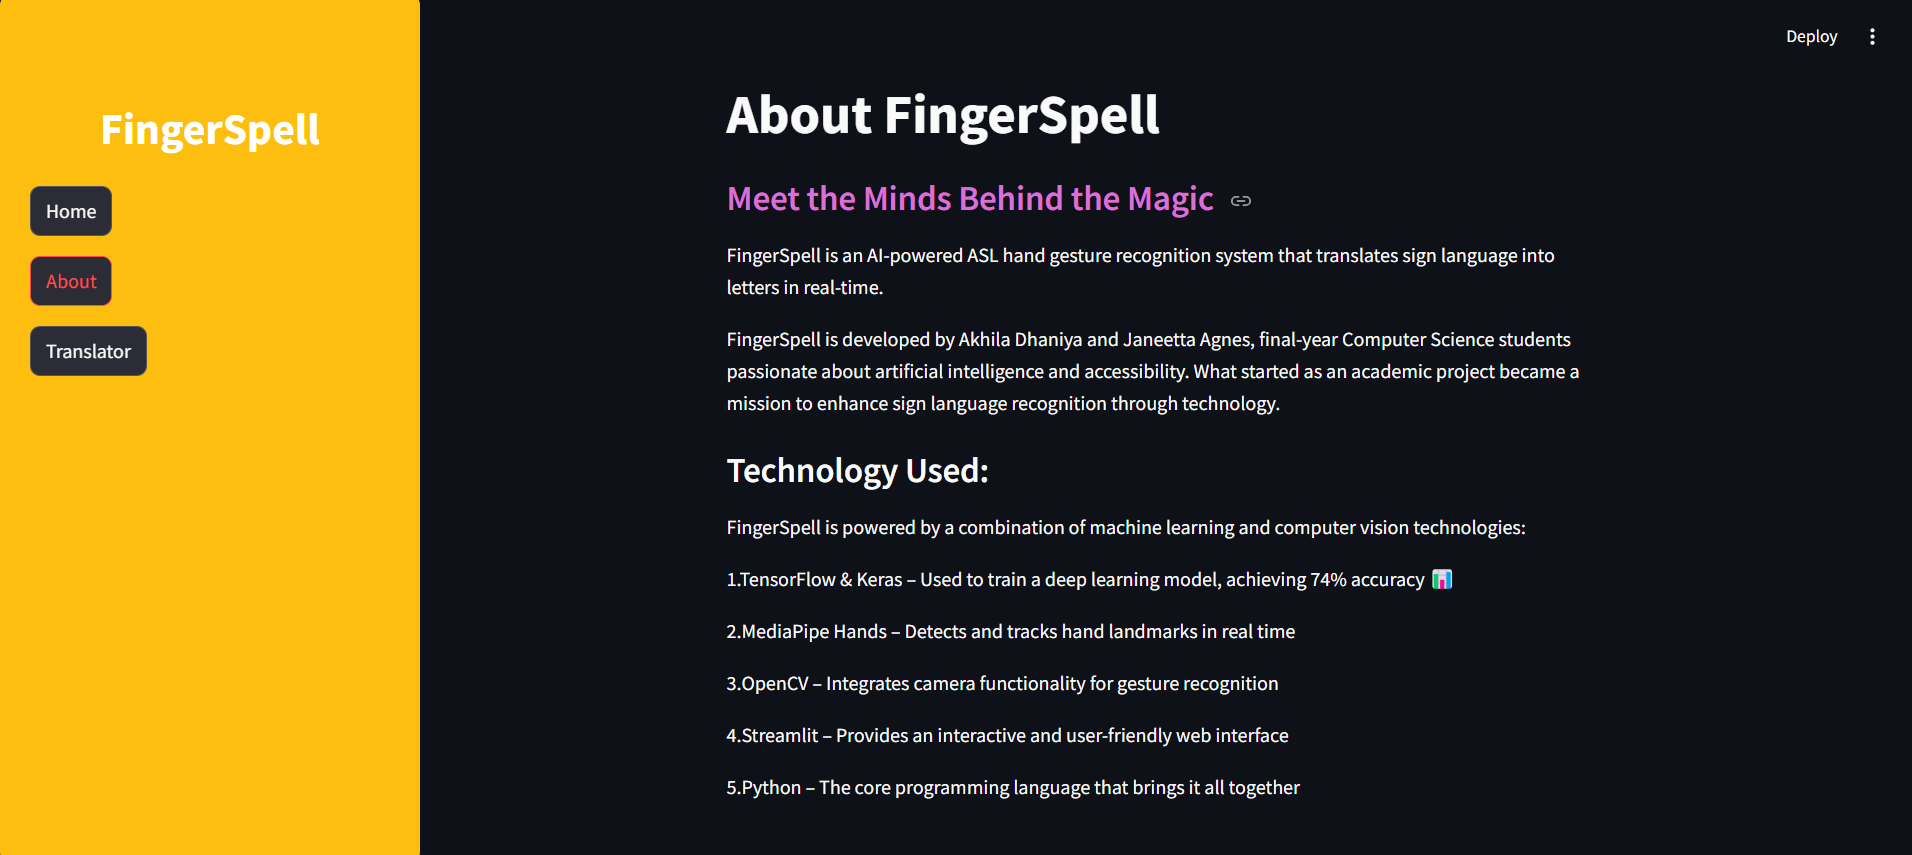 Deploy
FingerSpell
Home
About
Translator
About FingerSpell
Meet the Minds Behind the Magic
FingerSpell is an AI-powered ASL hand gesture recognition system that translates sign language into
letters in real-time.
FingerSpell is developed by Akhila Dhaniya and Janeetta Agnes, final-year Computer Science students
passionate about artificial intelligence and accessibility. What started as an academic project became a
mission to enhance sign language recognition through technology.
Technology Used:
FingerSpell is powered by a combination of machine learning and computer vision technologies:
1.TensorFlow & Keras – Used to train a deep learning model, achieving 74% accuracy 📊
2.MediaPipe Hands – Detects and tracks hand landmarks in real time
3.OpenCV – Integrates camera functionality for gesture recognition
4.Streamlit – Provides an interactive and user-friendly web interface
5.Python – The core programming language that brings it all together